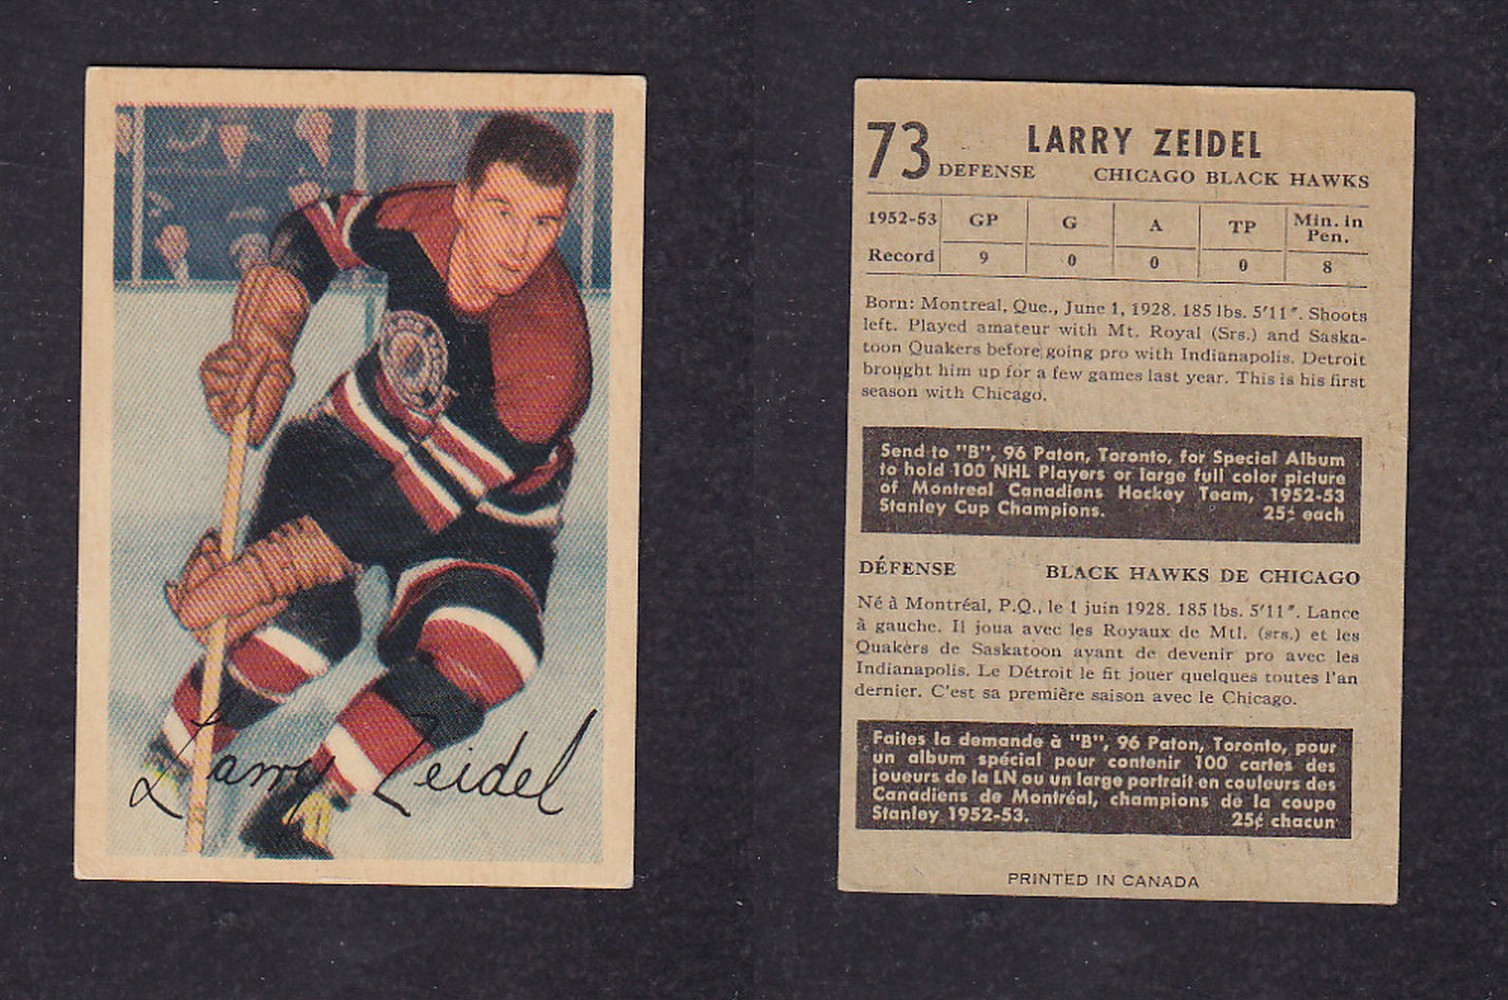 Larry Zeidel
73 LARRY ZEIDEL
DEFENSE CHICAGO BLACK HAWKS
1952-53 GP G A TP Min. in Pen.
Record 9 0 0 0 8
Born: Montreal, Que., June 1, 1928. 185 lbs. 5'11". Shoots
left. Played amateur with Mt. Royal (Srs.) and Saska-
toon Quakers before going pro with Indianapolis. Detroit
brought him up for a few games last year. This is his first
season with Chicago.
Send to "B", 96 Paton, Toronto, for Special Album
to hold 100 NHL Players or large full color picture
of Montreal Canadiens Hockey Team, 1952-53
Stanley Cup Champions. 25¢ each
DÉFENSE BLACK HAWKS DE CHICAGO
Né à Montréal, P.Q., le 1 juin 1928. 185 lbs. 5'11". Lance
à gauche. Il joua avec les Royaux de Mtl. (srs.) et les
Quakers de Saskatoon avant de devenir pro avec les
Indianapolis. Le Détroit le fit jouer quelques toutes l'an
dernier. C'est sa première saison avec le Chicago.
Faites la demande à "B", 96 Paton, Toronto, pour
un album spécial pour contenir 100 cartes des
joueurs de la LN ou un large portrait en couleurs des
Canadiens de Montréal, champions de la coupe
Stanley 1952-53. 25¢ chacun
PRINTED IN CANADA